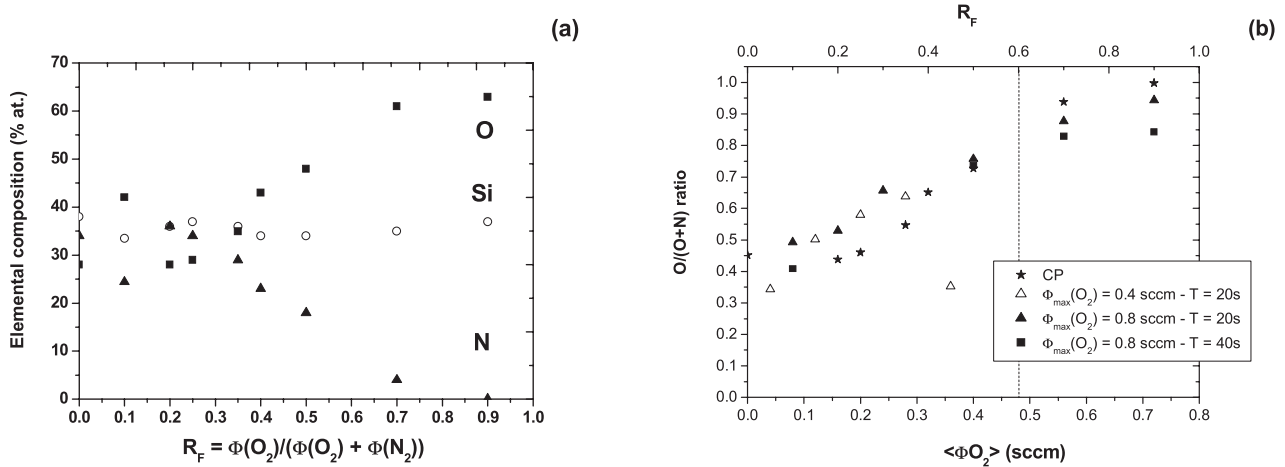 (a)
Elemental composition (% at.)
70
60
50
40
30
20
10
0
O
Si
N
0.0 0.1 0.2 0.3 0.4 0.5 0.6 0.7 0.8 0.9 1.0
R_F = Φ(O₂)/(Φ(O₂) + Φ(N₂))
(b)
R_F
0.0 0.2 0.4 0.6 0.8 1.0
O/(O+N) ratio
1.0
0.9
0.8
0.7
0.6
0.5
0.4
0.3
0.2
0.1
0.0
CP
Φmax(O₂) = 0.4 sccm - T = 20s
Φmax(O₂) = 0.8 sccm - T = 20s
Φmax(O₂) = 0.8 sccm - T = 40s
0.0 0.1 0.2 0.3 0.4 0.5 0.6 0.7 0.8
<ΦO₂> (sccm)